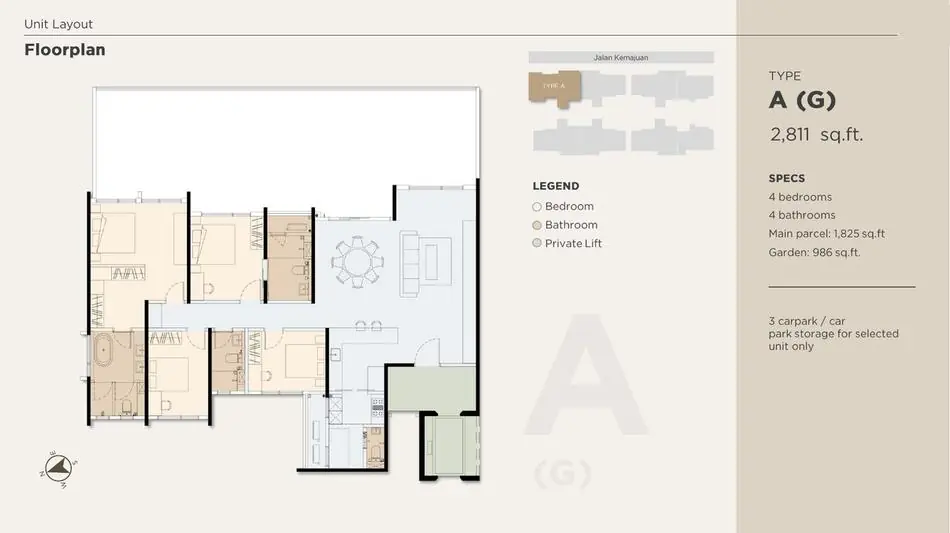 Unit Layout
Floorplan
Jalan Kemajuan
TYPE A
LEGEND
Bedroom
Bathroom
Private Lift
A
(G)
N
E
S
W
TYPE
A (G)
2,811 sq.ft.
SPECS
4 bedrooms
4 bathrooms
Main parcel: 1,825 sq.ft
Garden: 986 sq.ft.
3 carpark / car
park storage for selected
unit only